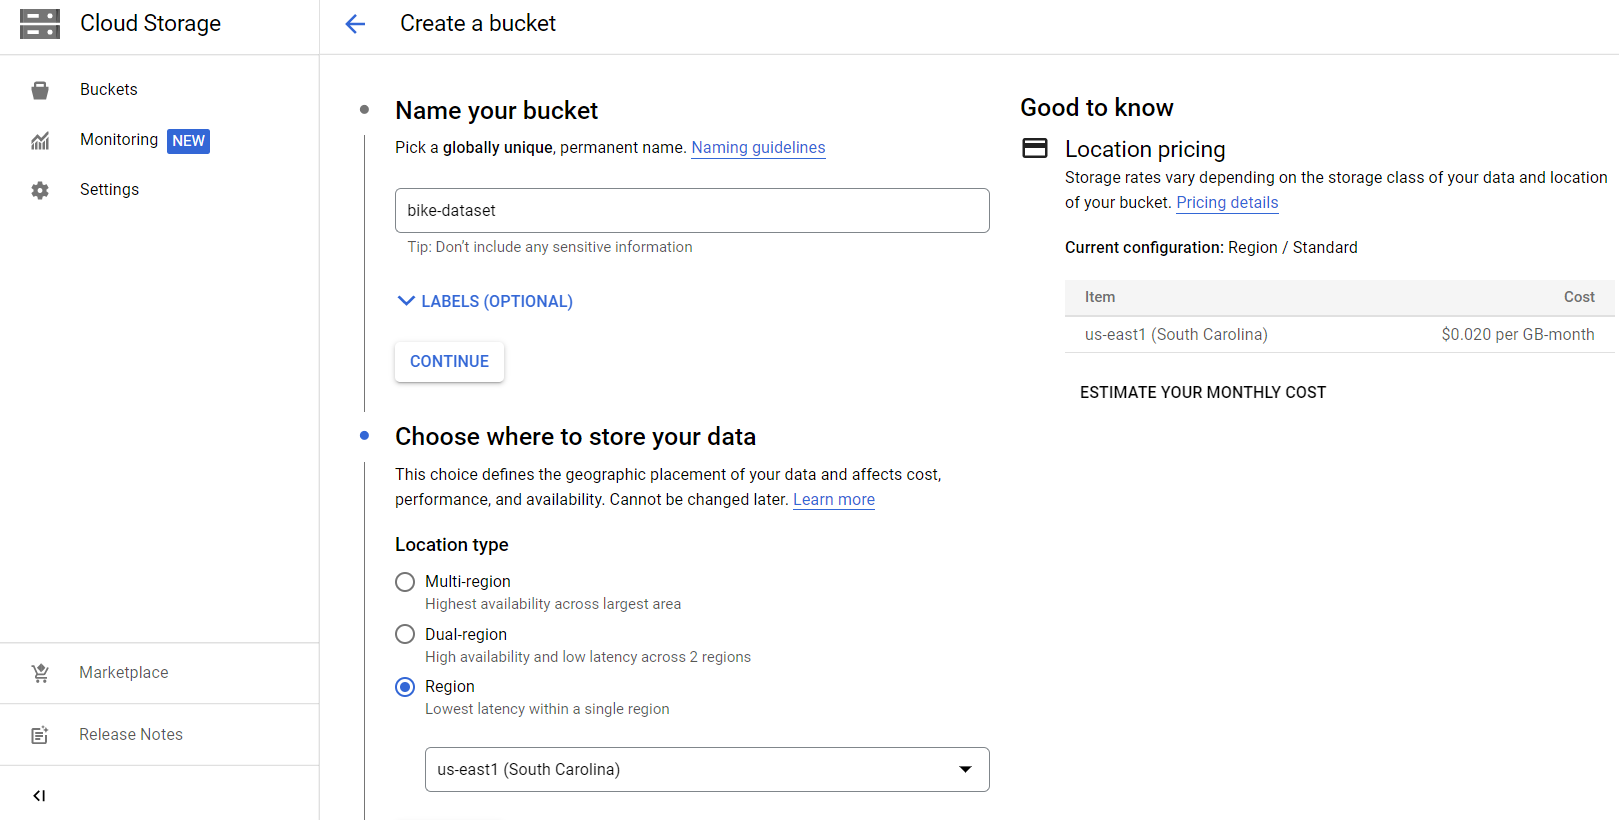 Cloud Storage
Create a bucket
Buckets
Monitoring NEW
Settings
Marketplace
Release Notes
Name your bucket
Pick a globally unique, permanent name. Naming guidelines
bike-dataset
Tip: Don't include any sensitive information
LABELS (OPTIONAL)
CONTINUE
Choose where to store your data
This choice defines the geographic placement of your data and affects cost,
performance, and availability. Cannot be changed later. Learn more
Location type
Multi-region
Highest availability across largest area
Dual-region
High availability and low latency across 2 regions
Region
Lowest latency within a single region
us-east1 (South Carolina)
Good to know
Location pricing
Storage rates vary depending on the storage class of your data and location
of your bucket. Pricing details
Current configuration: Region / Standard
Item Cost
us-east1 (South Carolina) $0.020 per GB-month
ESTIMATE YOUR MONTHLY COST